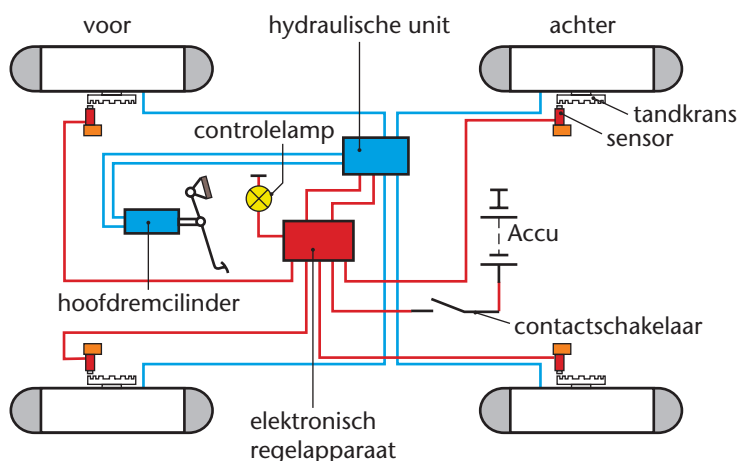 voor
hydraulische unit
achter
tandkrans
sensor
controlelamp
Accu
hoofdremcilinder
contactschakelaar
elektronisch
regelapparaat